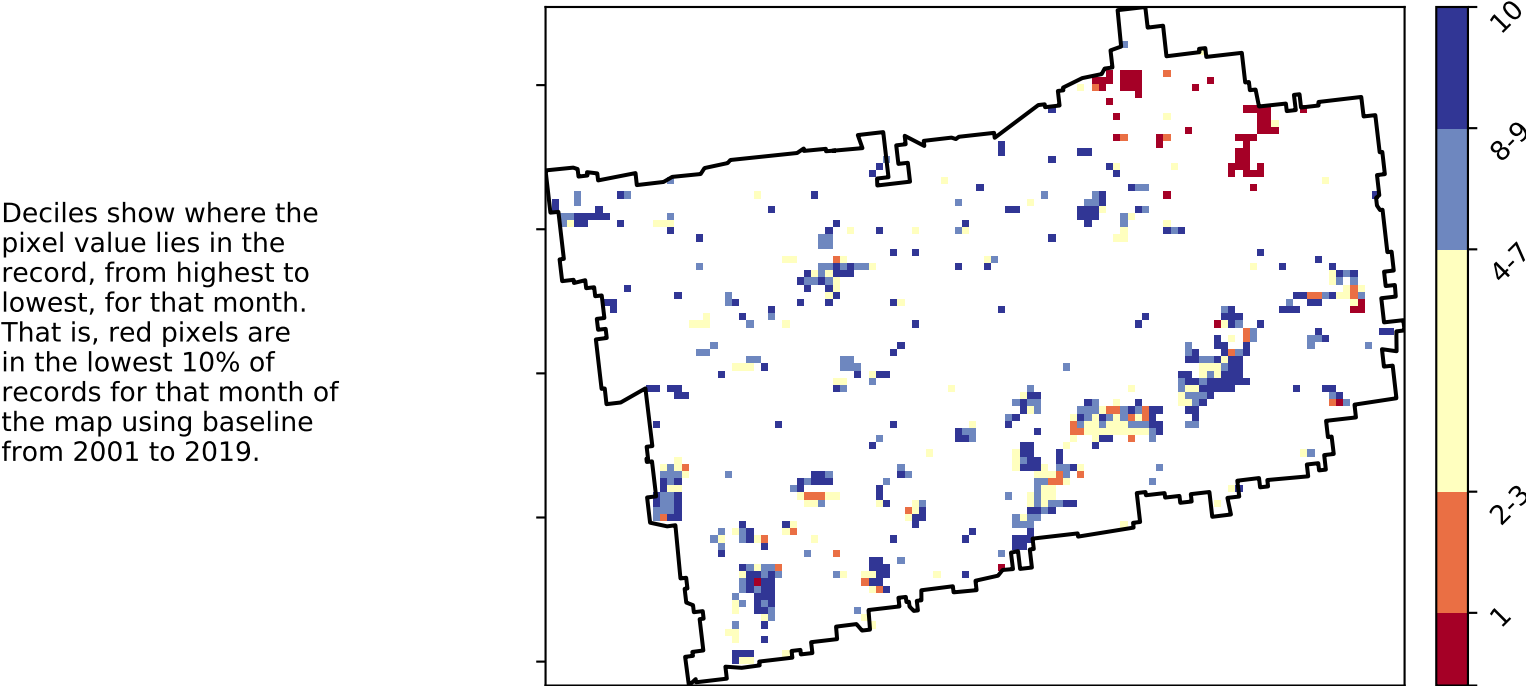 Deciles show where the
pixel value lies in the
record, from highest to
lowest, for that month.
That is, red pixels are
in the lowest 10% of
records for that month of
the map using baseline
from 2001 to 2019.
10
8-9
4-7
2-3
1